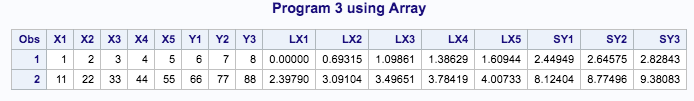 Program 3 using Array
Obs X1 X2 X3 X4 X5 Y1 Y2 Y3 LX1 LX2 LX3 LX4 LX5 SY1 SY2 SY3
1 1 2 3 4 5 6 7 8 0.00000 0.69315 1.09861 1.38629 1.60944 2.44949 2.64575 2.82843
2 11 22 33 44 55 66 77 88 2.39790 3.09104 3.49651 3.78419 4.00733 8.12404 8.77496 9.38083